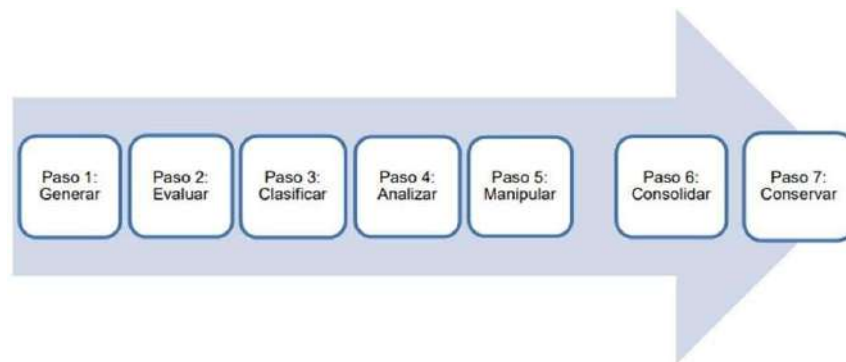 Paso 1:
Generar
Paso 2:
Evaluar
Paso 3:
Clasificar
Paso 4:
Analizar
Paso 5:
Manipular
Paso 6:
Consolidar
Paso 7:
Conservar